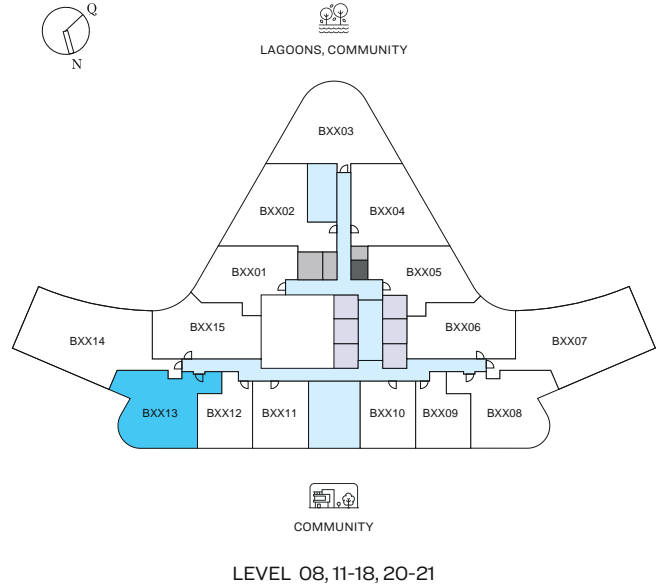 Q
N
LAGOONS, COMMUNITY
BXX03
BXX02
BXX04
BXX01
BXX05
BXX14
BXX15
BXX06
BXX07
BXX13
BXX12
BXX11
BXX10
BXX09
BXX08
COMMUNITY
LEVEL 08, 11-18, 20-21